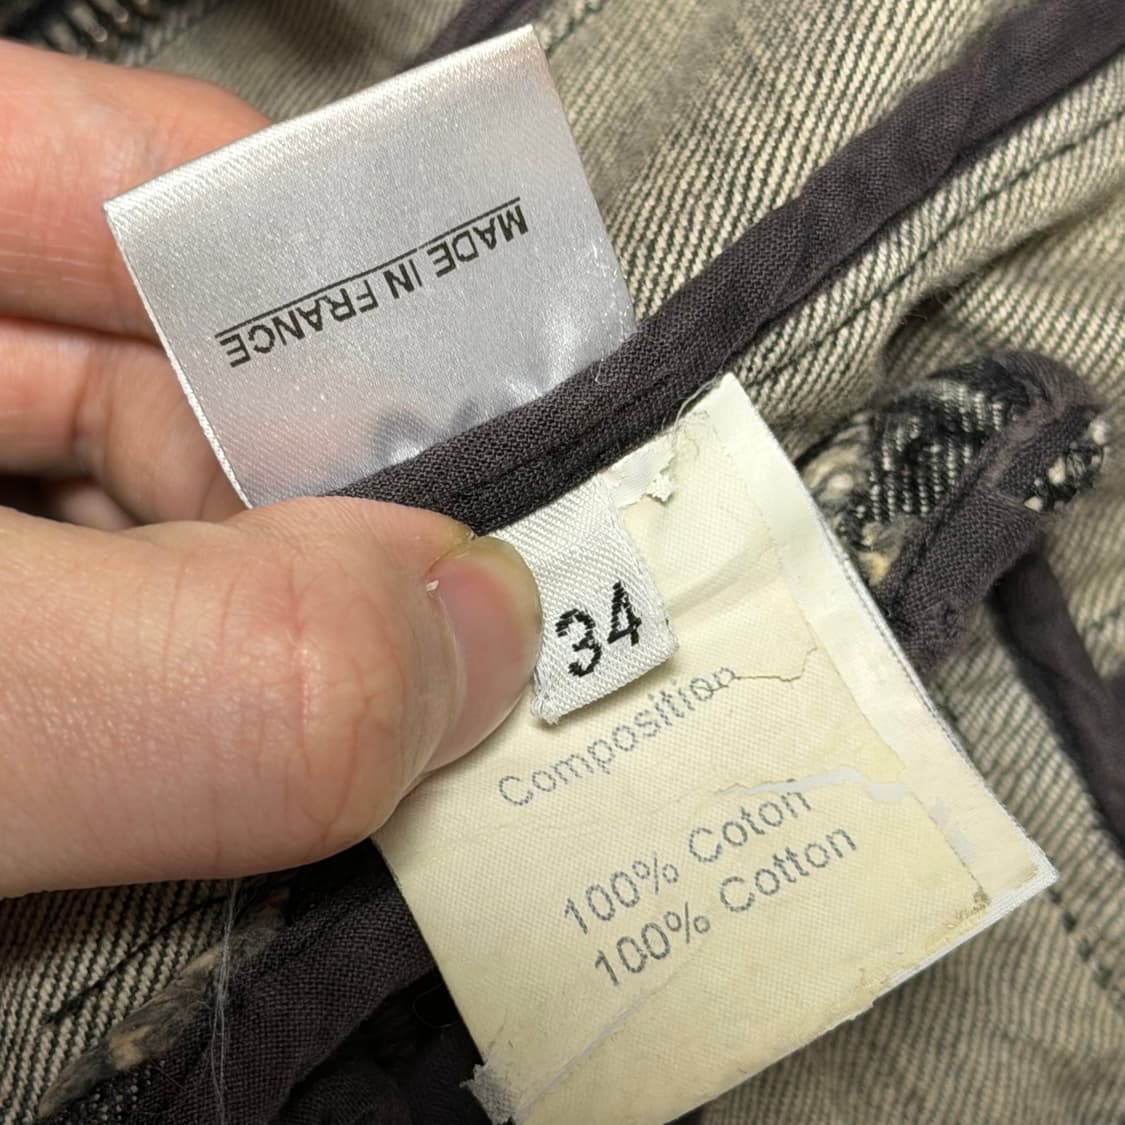 MADE IN FRANCE
34
Composition
100% Coton
100% Cotton